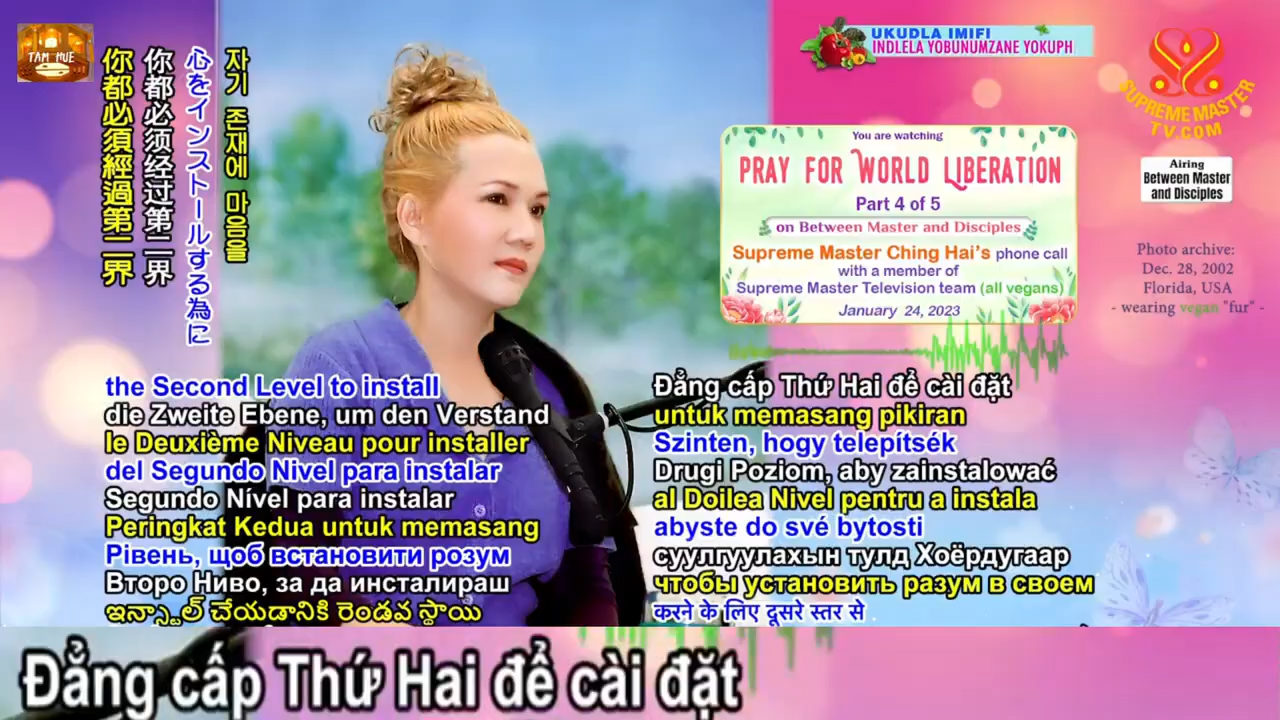 TAM HUE
你都必須經過第二界
你都必须经过第二界
心をインストールする為に
자기 존재에 마음을
UKUDLA IMIFI
INDLELA YOBUNUMZANE YOKUPH
SUPREME MASTER
TV.COM
You are watching
PRAY FOR WORLD LIBERATION
Part 4 of 5
on Between Master and Disciples
Supreme Master Ching Hai's phone call
with a member of
Supreme Master Television team (all vegans)
January 24, 2023
Airing
Between Master
and Disciples
Photo archive:
Dec. 28, 2002
Florida, USA
- wearing vegan "fur" -
the Second Level to install
die Zweite Ebene, um den Verstand
le Deuxième Niveau pour installer
del Segundo Nivel para instalar
Segundo Nível para instalar
Peringkat Kedua untuk memasang
Рівень, щоб встановити розум
Второ Ниво, за да инсталираш
ఇన్స్టాల్ చేయడానికి రెండవ స్థాయి
Đẳng cấp Thứ Hai để cài đặt
untuk memasang pikiran
Szinten, hogy telepítsék
Drugi Poziom, aby zainstalować
al Doilea Nivel pentru a instala
abyste do své bytosti
суулгуулахын тулд Хоёрдугаар
чтобы установить разум в своем
करने के लिए दूसरे स्तर से
Đẳng cấp Thứ Hai để cài đặt